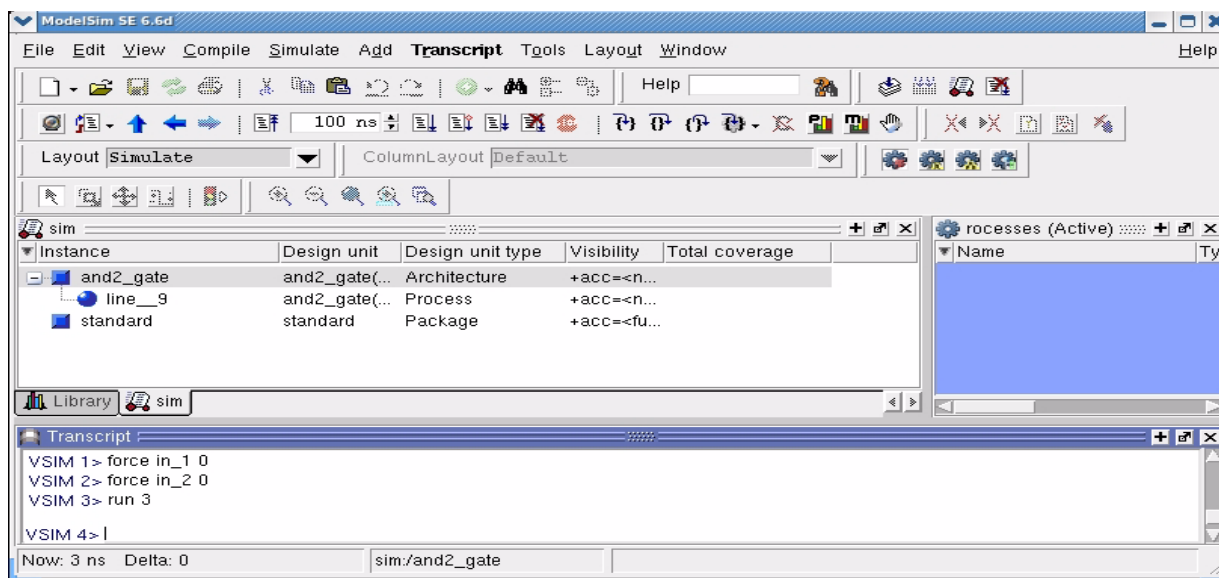 ModelSim SE 6.6d
File Edit View Compile Simulate Add Transcript Tools Layout Window Help
Help
100 ns
Layout Simulate ColumnLayout Default
sim rocesses (Active)
Instance Design unit Design unit type Visibility Total coverage Name Ty
and2_gate and2_gate(... Architecture +acc=<n...
line__9 and2_gate(... Process +acc=<n...
standard standard Package +acc=<fu...
Library sim
Transcript
VSIM 1> force in_1 0
VSIM 2> force in_2 0
VSIM 3> run 3
VSIM 4>
Now: 3 ns Delta: 0 sim:/and2_gate